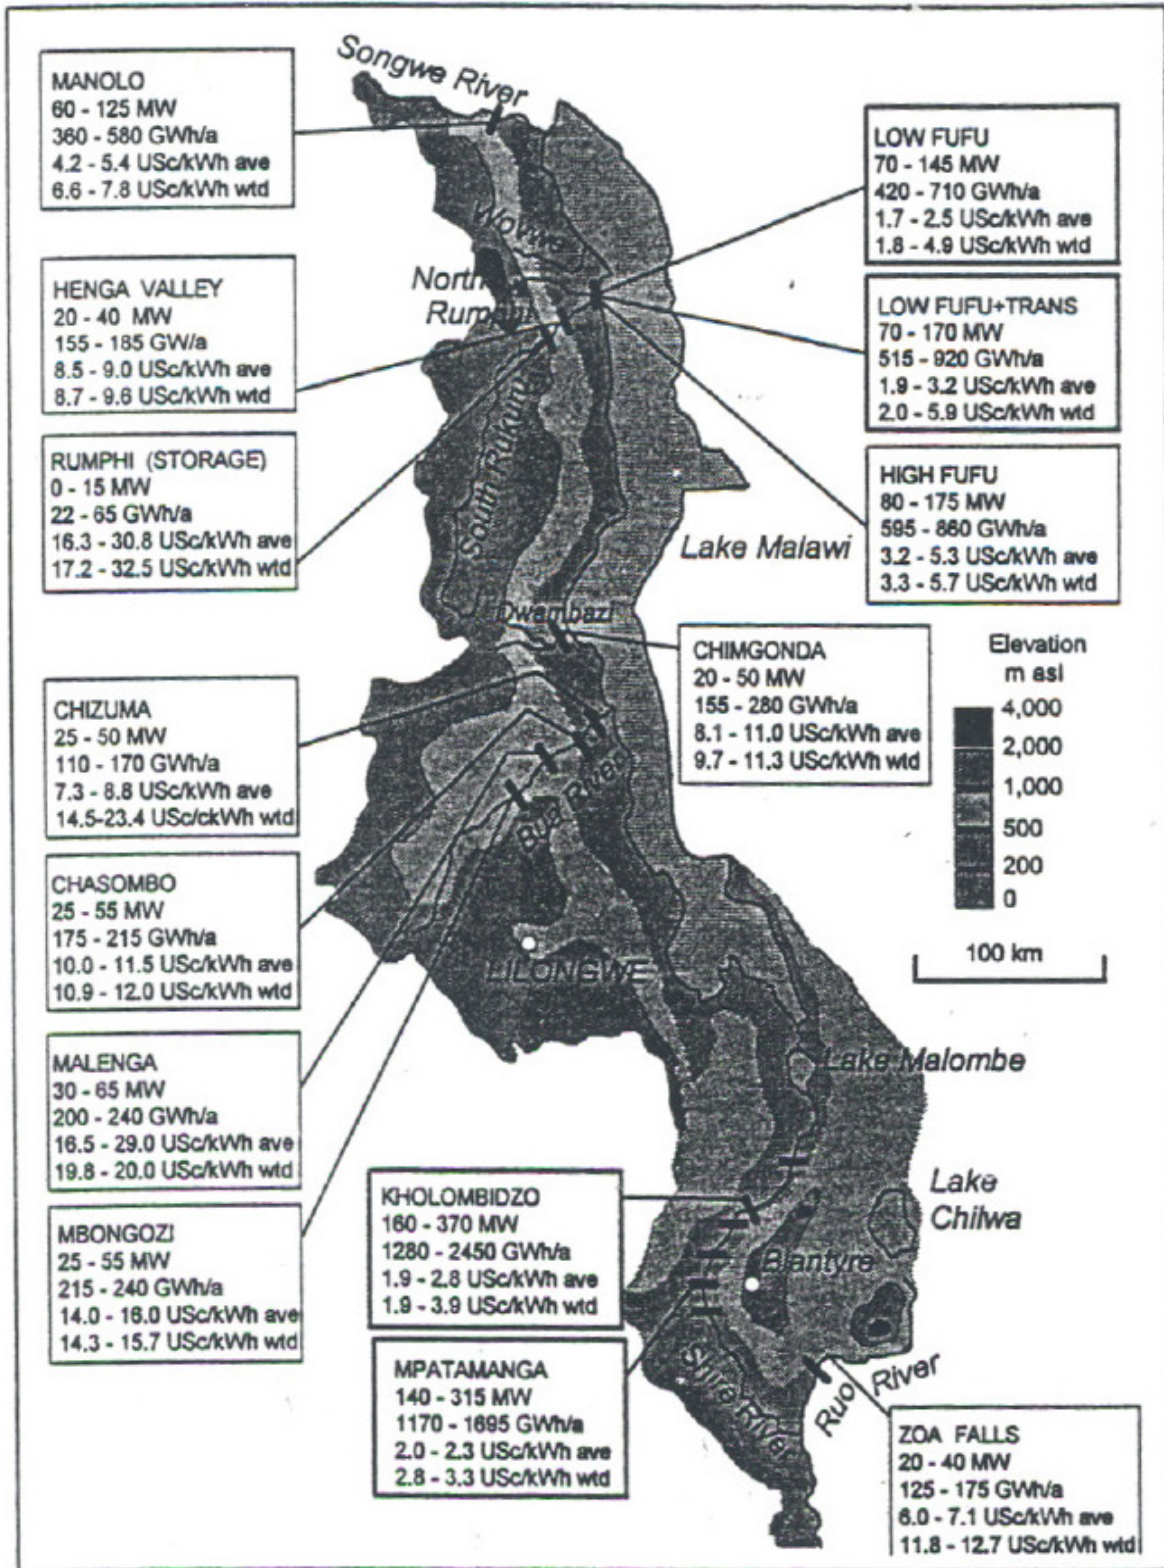 Songwe River
MANOLO
60 - 125 MW
360 - 580 GWh/a
4.2 - 5.4 USc/kWh ave
6.6 - 7.8 USc/kWh wtd
LOW FUFU
70 - 145 MW
420 - 710 GWh/a
1.7 - 2.5 USc/kWh ave
1.8 - 4.9 USc/kWh wtd
Wovwe
North
Rumphi
HENGA VALLEY
20 - 40 MW
155 - 185 GW/a
8.5 - 9.0 USc/kWh ave
8.7 - 9.6 USc/kWh wtd
LOW FUFU+TRANS
70 - 170 MW
515 - 920 GWh/a
1.9 - 3.2 USc/kWh ave
2.0 - 5.9 USc/kWh wtd
RUMPHI (STORAGE)
0 - 15 MW
22 - 65 GWh/a
16.3 - 30.8 USc/kWh ave
17.2 - 32.5 USc/kWh wtd
South Rukuru
HIGH FUFU
80 - 175 MW
595 - 860 GWh/a
3.2 - 5.3 USc/kWh ave
3.3 - 5.7 USc/kWh wtd
Lake Malawi
Dwambazi
CHIMGONDA
20 - 50 MW
155 - 280 GWh/a
8.1 - 11.0 USc/kWh ave
9.7 - 11.3 USc/kWh wtd
Elevation
m asl
4,000
2,000
1,000
500
200
0
100 km
CHIZUMA
25 - 50 MW
110 - 170 GWh/a
7.3 - 8.8 USc/kWh ave
14.5-23.4 USc/ckWh wtd
Bua River
CHASOMBO
25 - 55 MW
175 - 215 GWh/a
10.0 - 11.5 USc/kWh ave
10.9 - 12.0 USc/kWh wtd
LILONGWE
MALENGA
30 - 65 MW
200 - 240 GWh/a
16.5 - 29.0 USc/kWh ave
19.8 - 20.0 USc/kWh wtd
Lake Malombe
MBONGOZI
25 - 55 MW
215 - 240 GWh/a
14.0 - 16.0 USc/kWh ave
14.3 - 15.7 USc/kWh wtd
KHOLOMBIDZO
160 - 370 MW
1280 - 2450 GWh/a
1.9 - 2.8 USc/kWh ave
1.9 - 3.9 USc/kWh wtd
Lake
Chilwa
Blantyre
MPATAMANGA
140 - 315 MW
1170 - 1695 GWh/a
2.0 - 2.3 USc/kWh ave
2.8 - 3.3 USc/kWh wtd
Shire River
Ruo River
ZOA FALLS
20 - 40 MW
125 - 175 GWh/a
6.0 - 7.1 USc/kWh ave
11.8 - 12.7 USc/kWh wtd